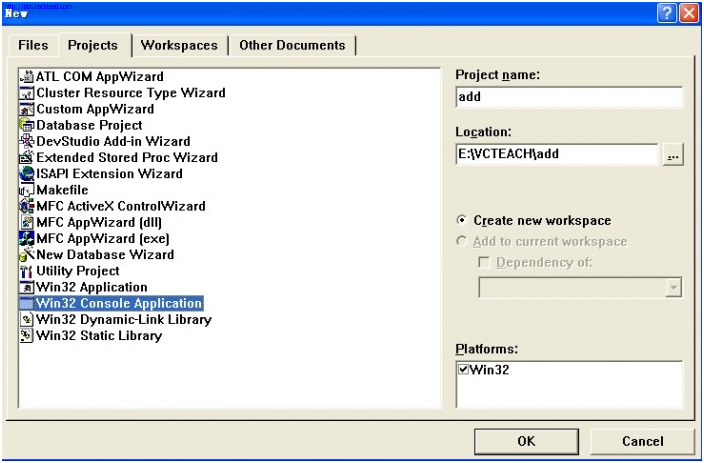 http://bbs.hackteall.com
New
Files Projects Workspaces Other Documents
ATL COM AppWizard
Cluster Resource Type Wizard
Custom AppWizard
Database Project
DevStudio Add-in Wizard
Extended Stored Proc Wizard
ISAPI Extension Wizard
Makefile
MFC ActiveX ControlWizard
MFC AppWizard (dll)
MFC AppWizard (exe)
New Database Wizard
Utility Project
Win32 Application
Win32 Console Application
Win32 Dynamic-Link Library
Win32 Static Library
Project name:
add
Location:
E:\VCTEACH\add
...
Create new workspace
Add to current workspace
Dependency of:
Platforms:
Win32
OK Cancel